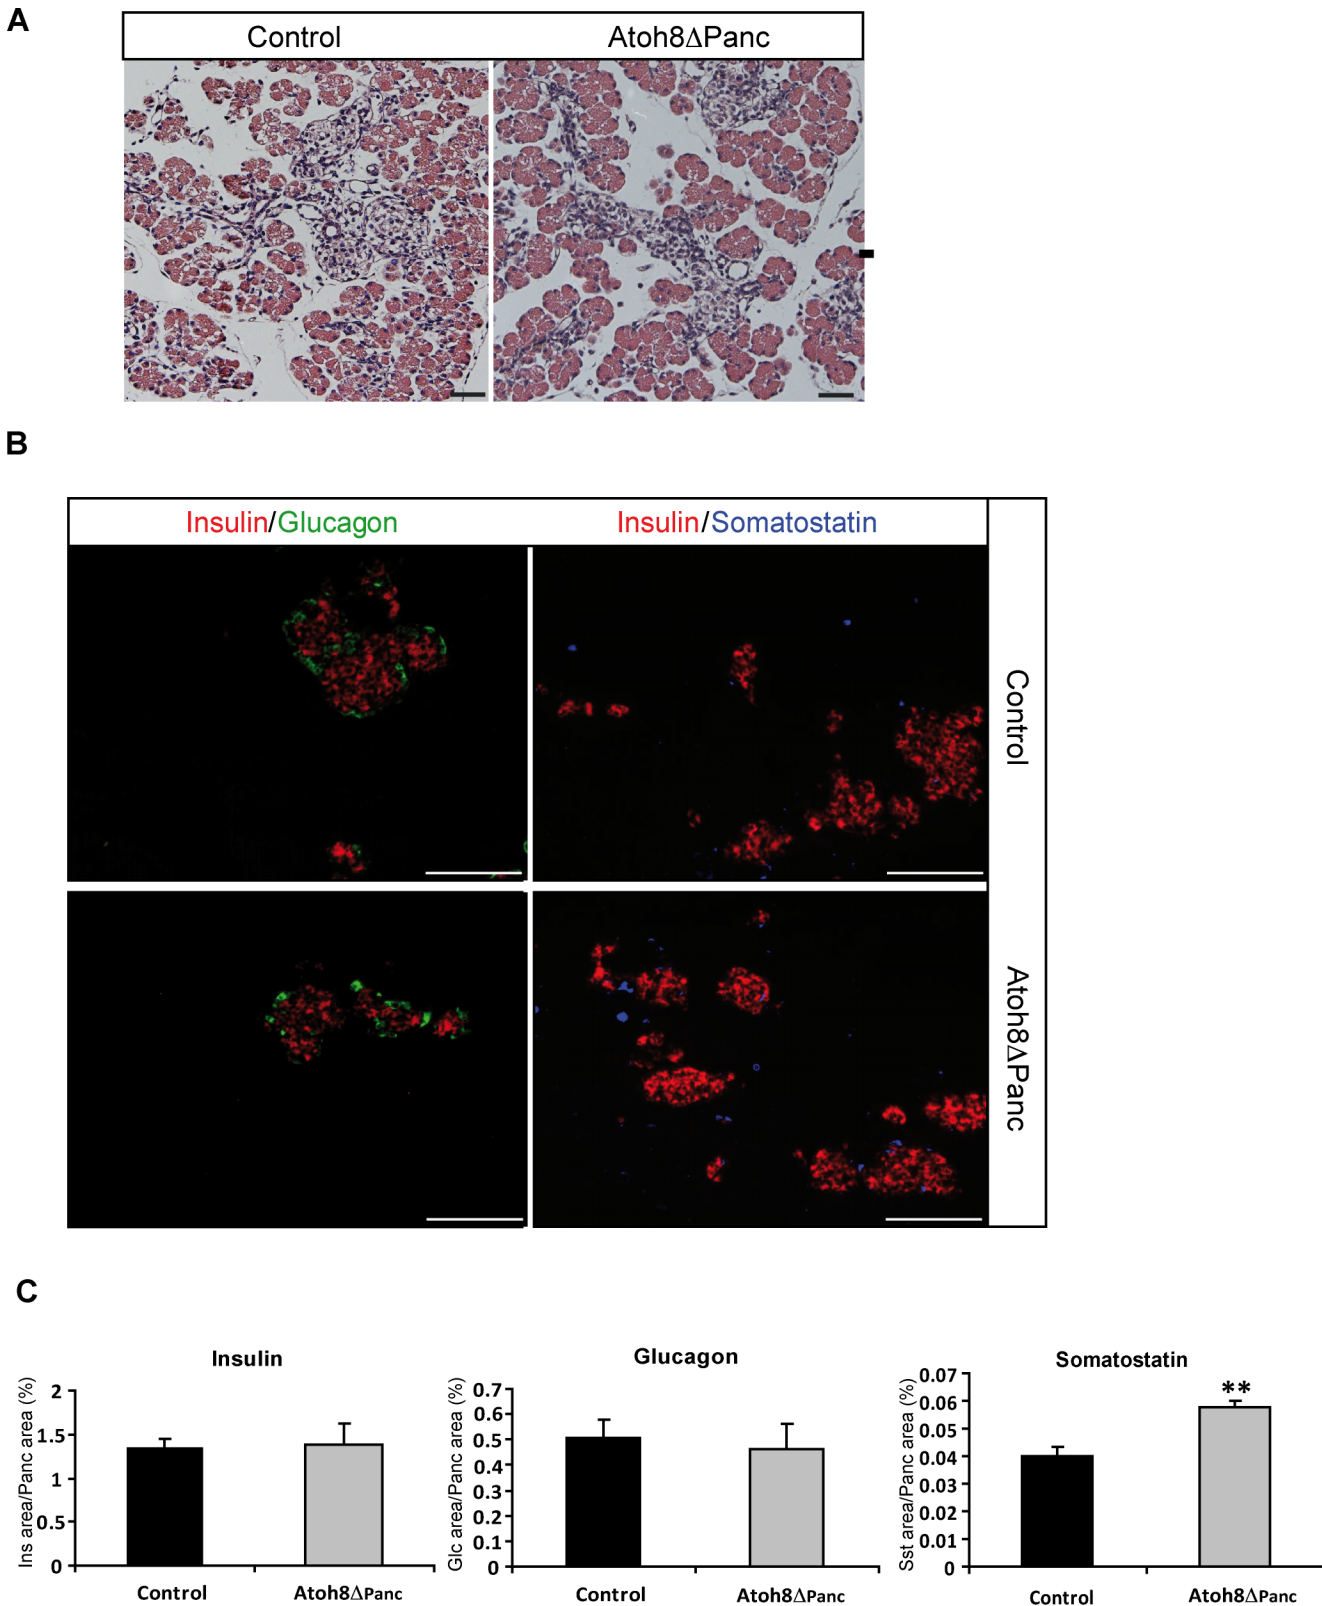 A
Control
Atoh8ΔPanc
B
Insulin/Glucagon
Insulin/Somatostatin
Control
Atoh8ΔPanc
C
Insulin
Ins area/Panc area (%)
2
1.5
1
0.5
0
Control
Atoh8ΔPanc
Glucagon
Glc area/Panc area (%)
0.7
0.6
0.5
0.4
0.3
0.2
0.1
0
Control
Atoh8ΔPanc
Somatostatin
Sst area/Panc area (%)
0.07
0.06
0.05
0.04
0.03
0.02
0.01
0
**
Control
Atoh8ΔPanc